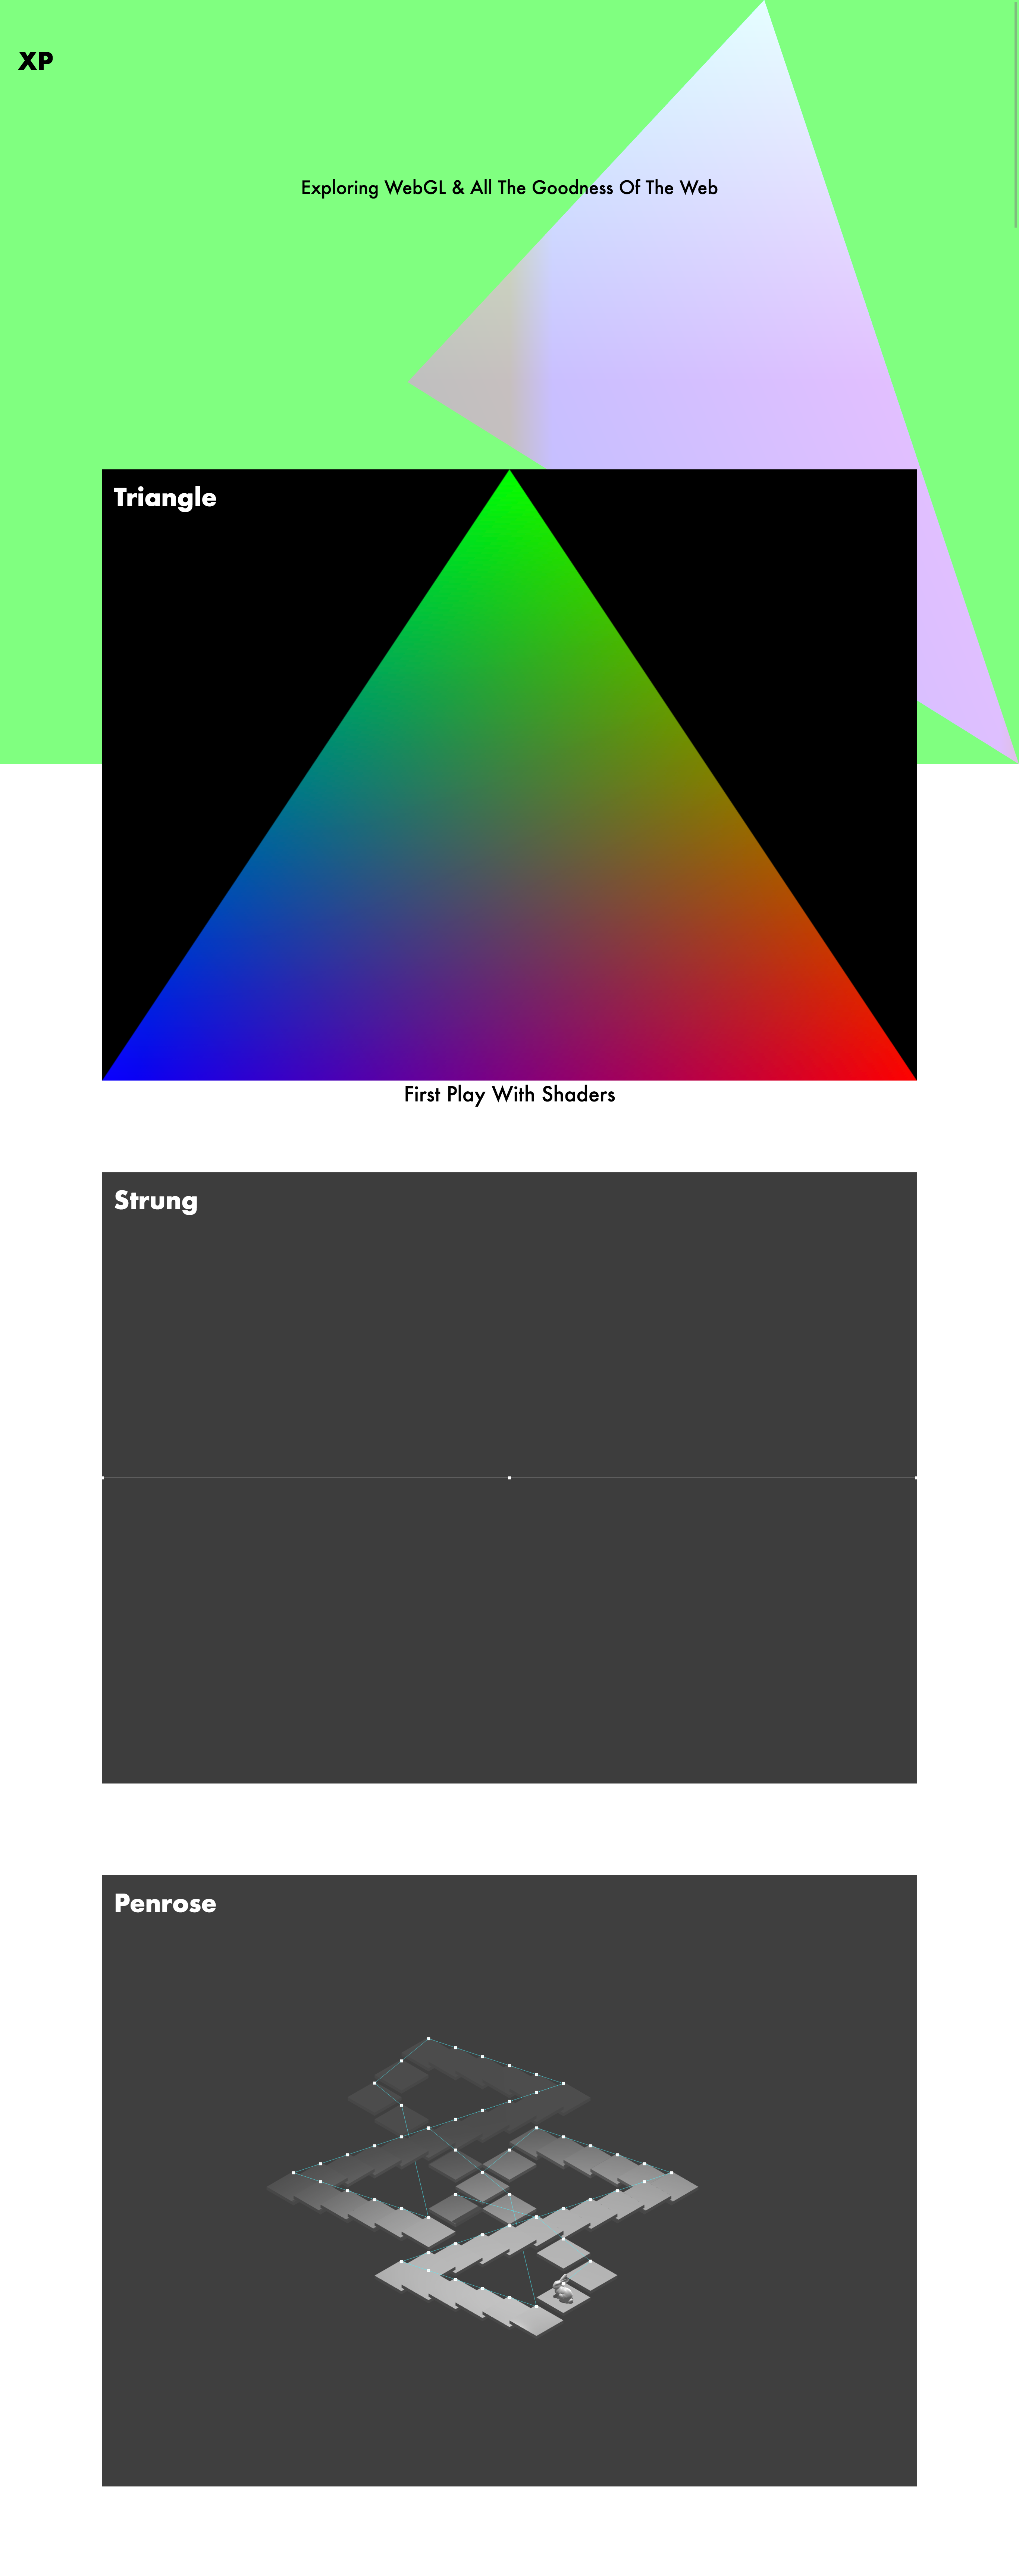 XP
Exploring WebGL & All The Goodness Of The Web
Triangle
First Play With Shaders
Strung
Penrose